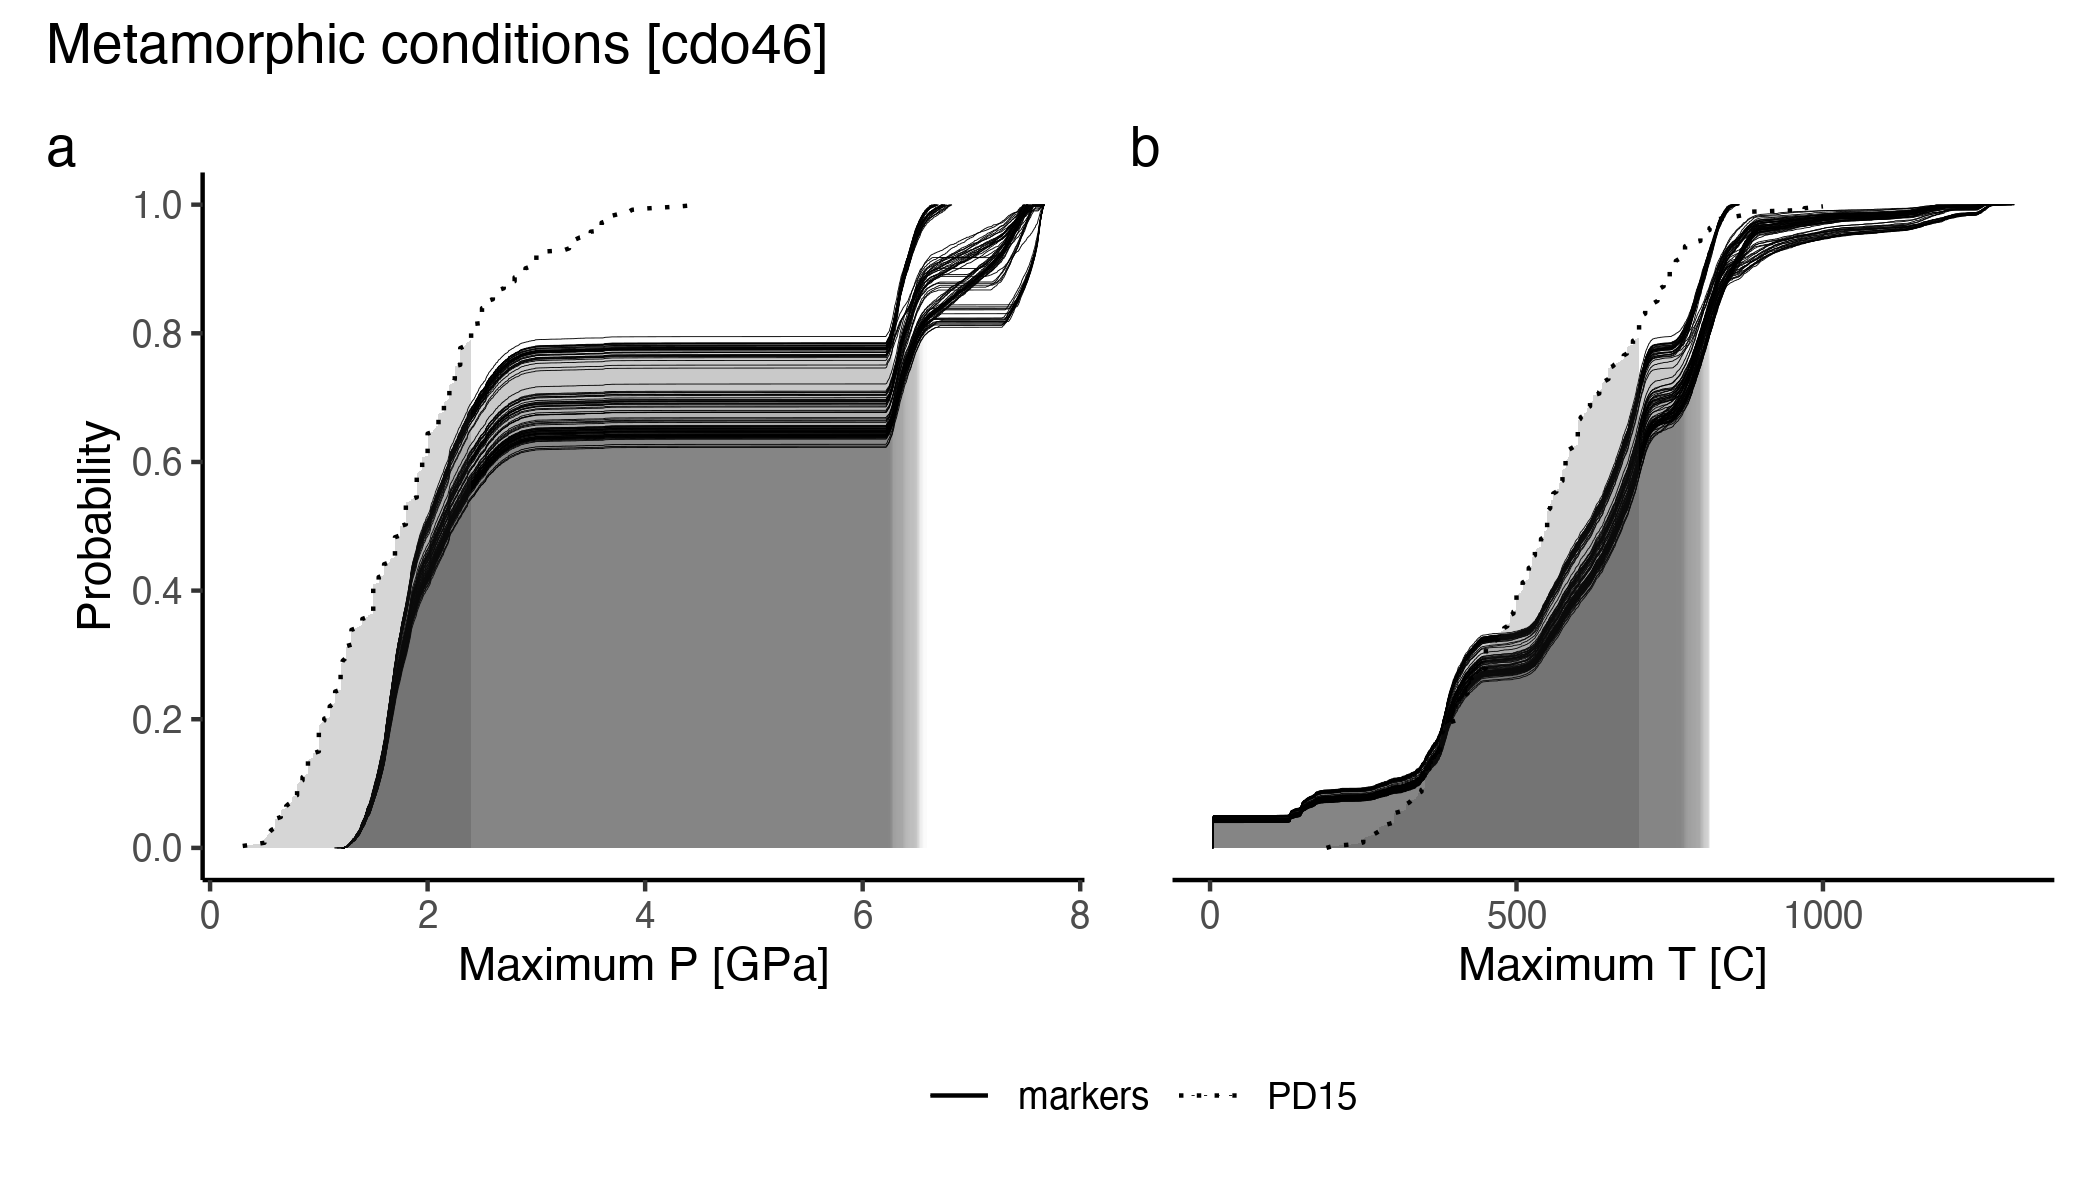 Metamorphic conditions [cdo46]
a
b
Probability
1.0
0.8
0.6
0.4
0.2
0.0
0 2 4 6 8
0 500 1000
Maximum P [GPa]
Maximum T [C]
markers PD15